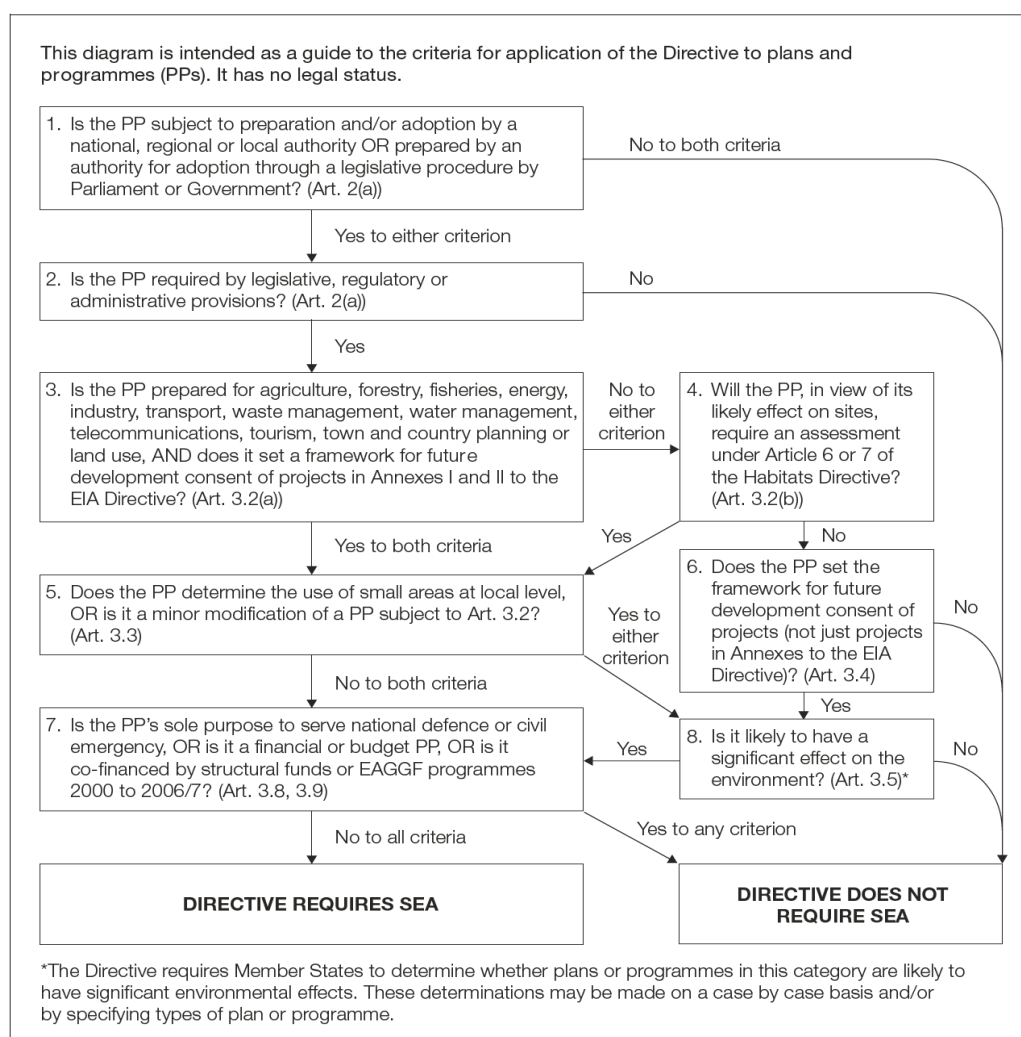 This diagram is intended as a guide to the criteria for application of the Directive to plans and
programmes (PPs). It has no legal status.
1. Is the PP subject to preparation and/or adoption by a
national, regional or local authority OR prepared by an
authority for adoption through a legislative procedure by
Parliament or Government? (Art. 2(a))
No to both criteria
Yes to either criterion
2. Is the PP required by legislative, regulatory or
administrative provisions? (Art. 2(a))
No
Yes
3. Is the PP prepared for agriculture, forestry, fisheries, energy,
industry, transport, waste management, water management,
telecommunications, tourism, town and country planning or
land use, AND does it set a framework for future
development consent of projects in Annexes I and II to the
EIA Directive? (Art. 3.2(a))
No to
either
criterion
4. Will the PP, in view of its
likely effect on sites,
require an assessment
under Article 6 or 7 of
the Habitats Directive?
(Art. 3.2(b))
Yes to both criteria
Yes
No
5. Does the PP determine the use of small areas at local level,
OR is it a minor modification of a PP subject to Art. 3.2?
(Art. 3.3)
Yes to
either
criterion
6. Does the PP set the
framework for future
development consent of
projects (not just projects
in Annexes to the EIA
Directive)? (Art. 3.4)
No
No to both criteria
Yes
7. Is the PP's sole purpose to serve national defence or civil
emergency, OR is it a financial or budget PP, OR is it
co-financed by structural funds or EAGGF programmes
2000 to 2006/7? (Art. 3.8, 3.9)
Yes
8. Is it likely to have a
significant effect on the
environment? (Art. 3.5)*
No
No to all criteria
Yes to any criterion
DIRECTIVE REQUIRES SEA
DIRECTIVE DOES NOT
REQUIRE SEA
*The Directive requires Member States to determine whether plans or programmes in this category are likely to
have significant environmental effects. These determinations may be made on a case by case basis and/or
by specifying types of plan or programme.